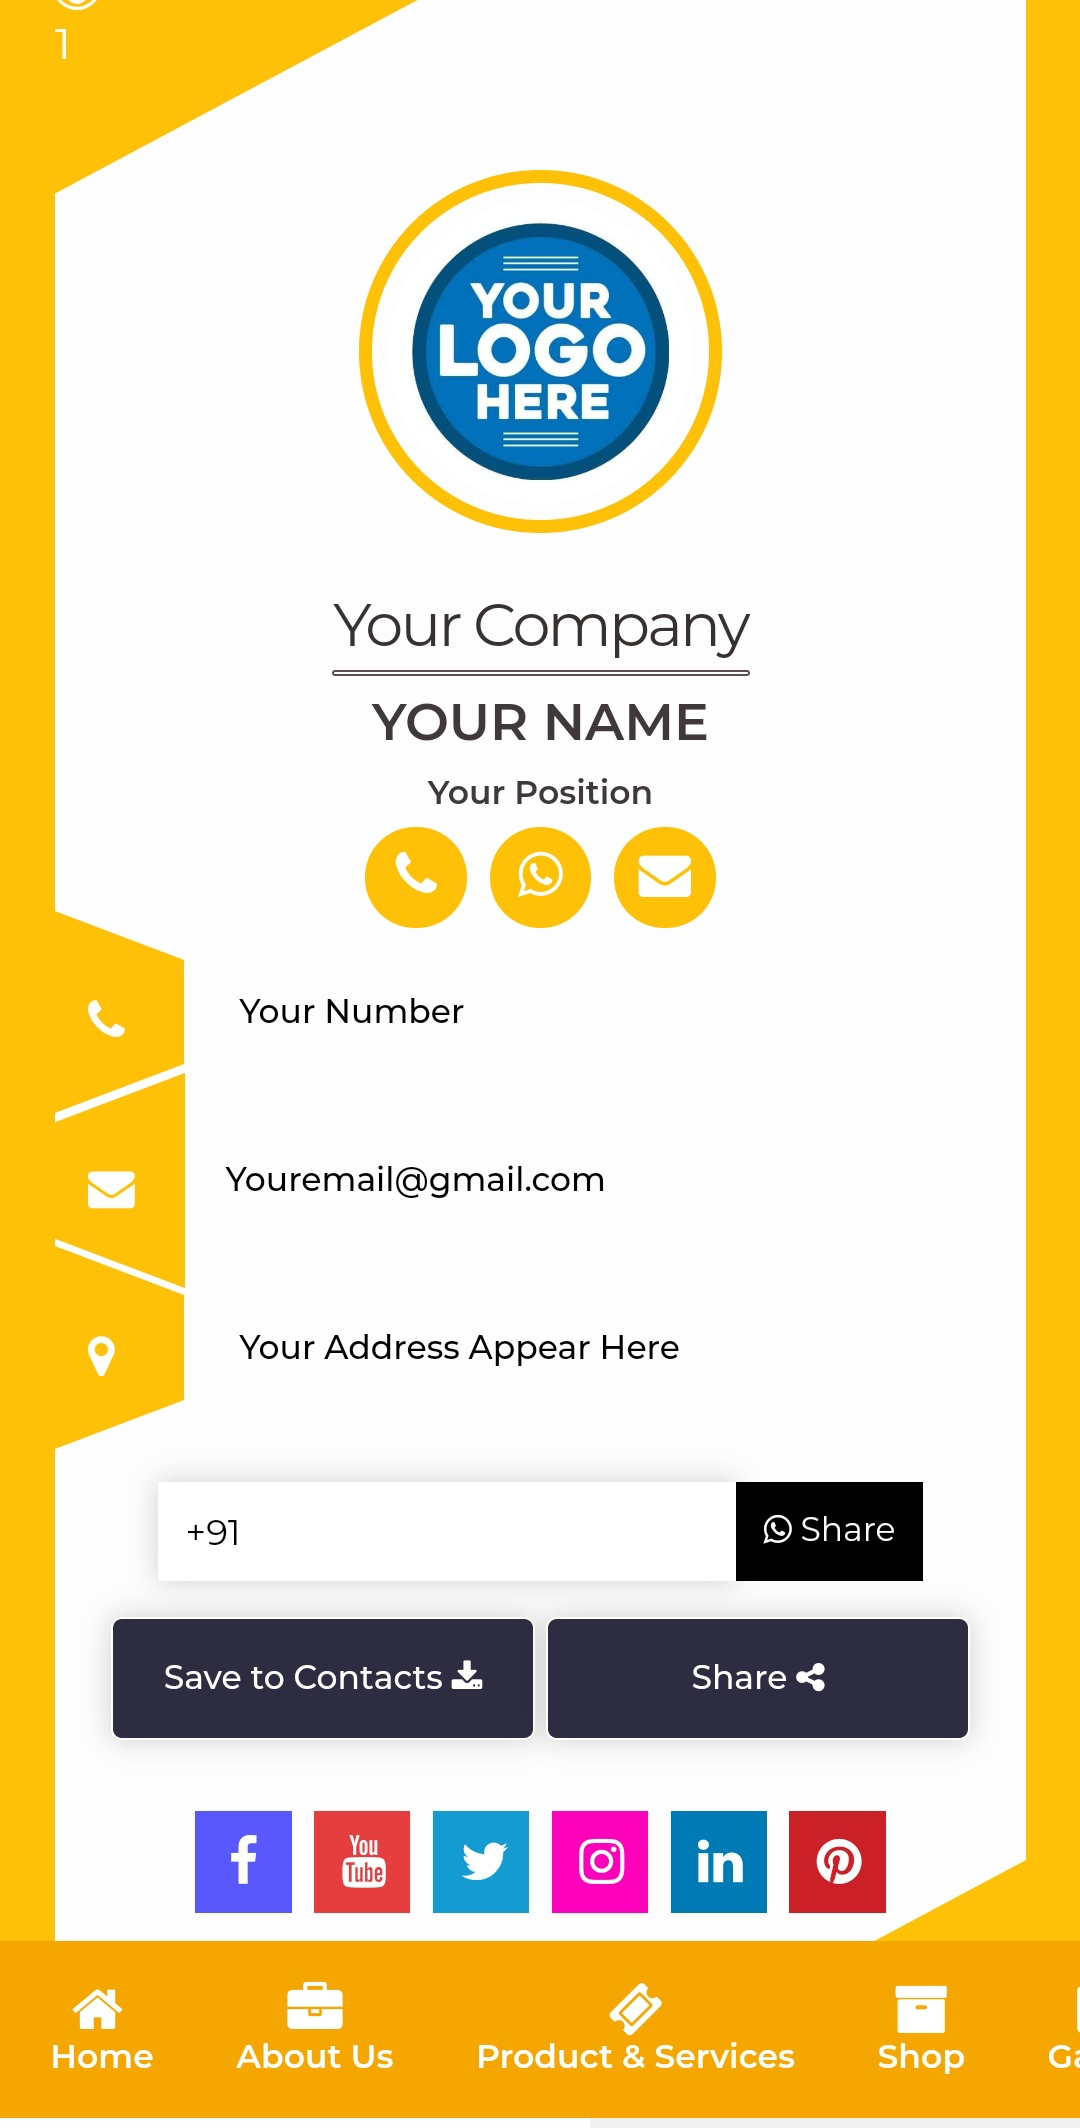 1
YOUR
LOGO
HERE
Your Company
YOUR NAME
Your Position
Your Number
Youremail@gmail.com
Your Address Appear Here
+91
Share
Save to Contacts
Share
You
Tube
in
Home
About Us
Product & Services
Shop